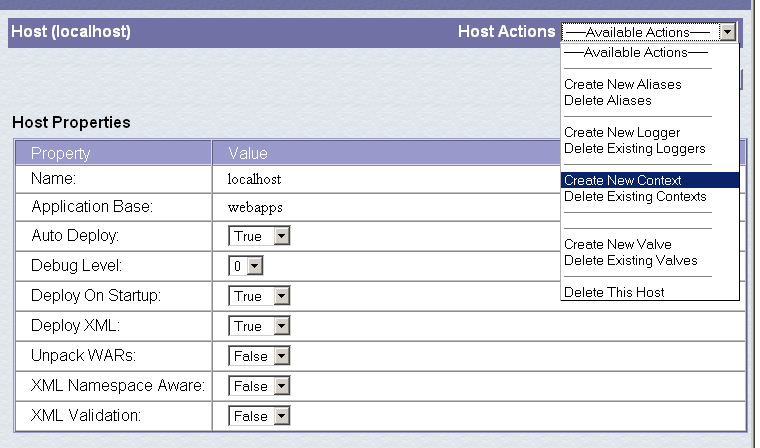 Host (localhost)
Host Actions
----Available Actions----
----Available Actions----
Create New Aliases
Delete Aliases
Create New Logger
Delete Existing Loggers
Create New Context
Delete Existing Contexts
Create New Valve
Delete Existing Valves
Delete This Host
Host Properties
Property Value
Name: localhost
Application Base: webapps
Auto Deploy: True
Debug Level: 0
Deploy On Startup: True
Deploy XML: True
Unpack WARs: False
XML Namespace Aware: False
XML Validation: False